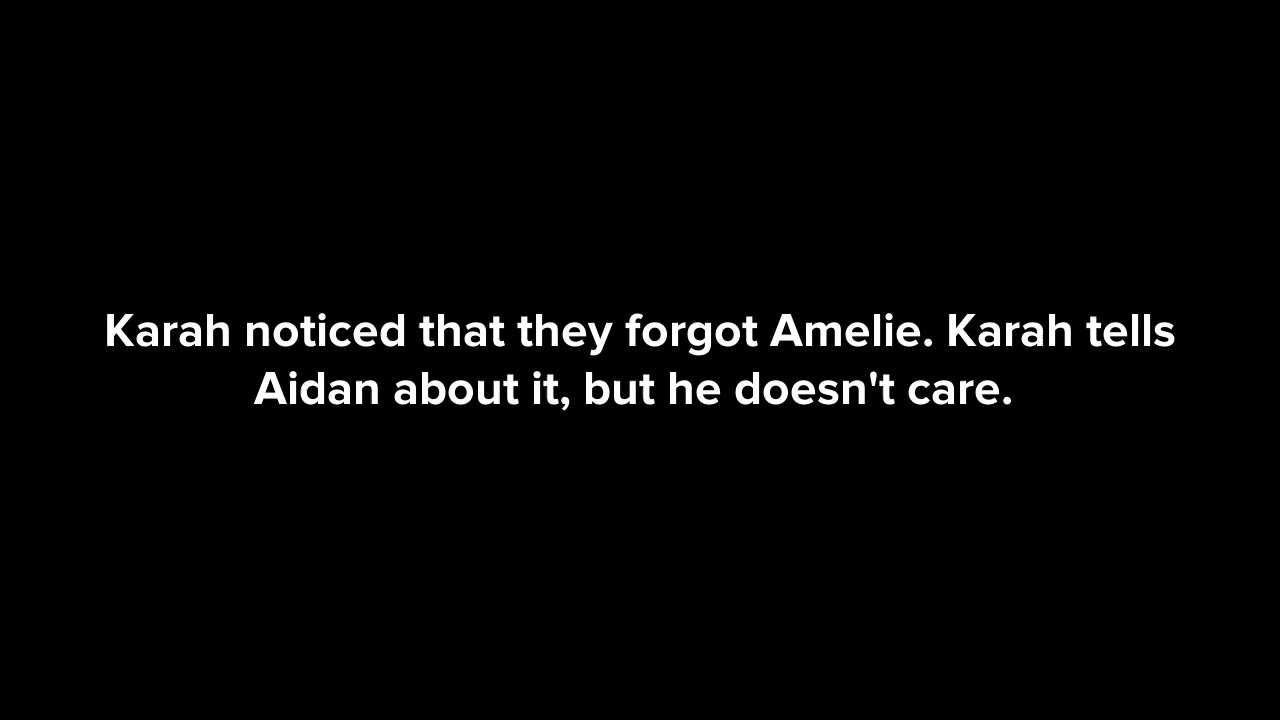 Karah noticed that they forgot Amelie. Karah tells
Aidan about it, but he doesn't care.